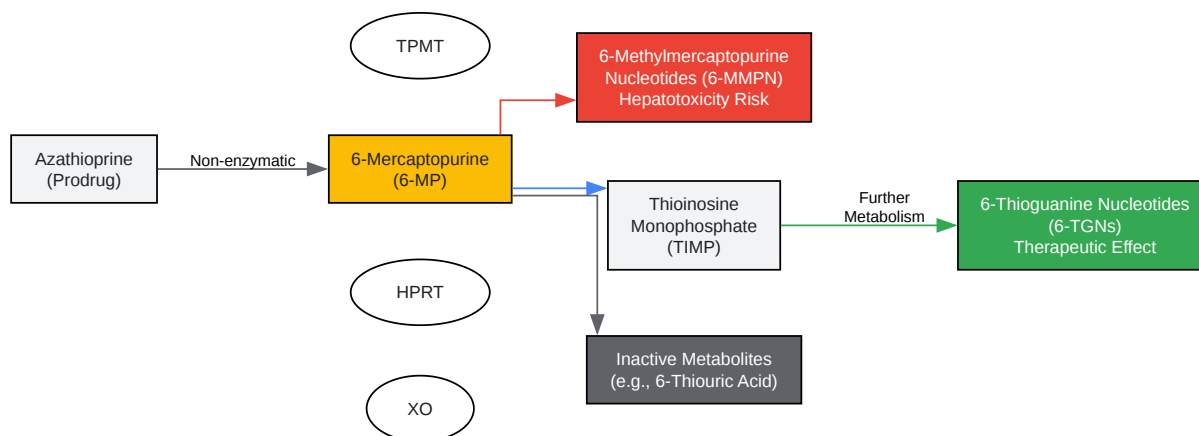 TPMT
6-Methylmercaptopurine
Nucleotides (6-MMPN)
Hepatotoxicity Risk
Azathioprine
(Prodrug)
Non-enzymatic
6-Mercaptopurine
(6-MP)
Thioinosine
Monophosphate
(TIMP)
Further
Metabolism
6-Thioguanine Nucleotides
(6-TGNs)
Therapeutic Effect
HPRT
Inactive Metabolites
(e.g., 6-Thiouric Acid)
XO